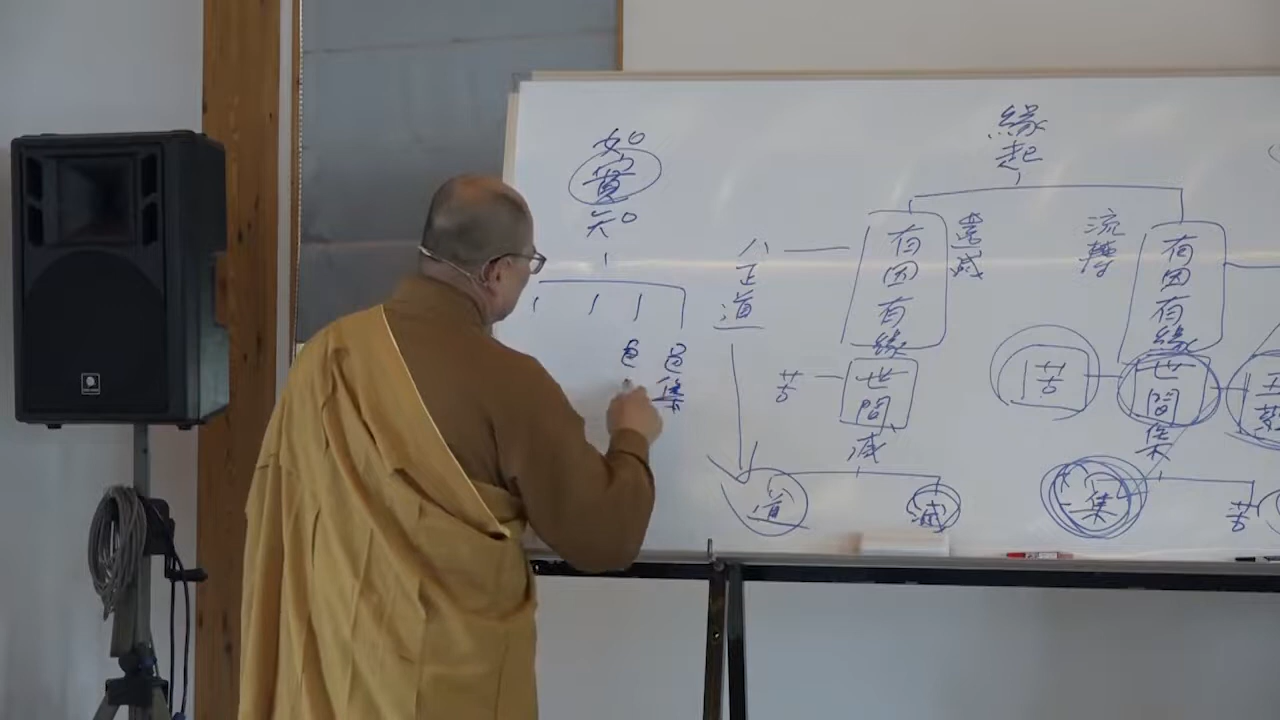 緣起
流轉
有因有緣
世間
集
苦
集
苦
還滅
有因有緣
世間
滅
八正道
苦
道
滅
如實知
色集
色